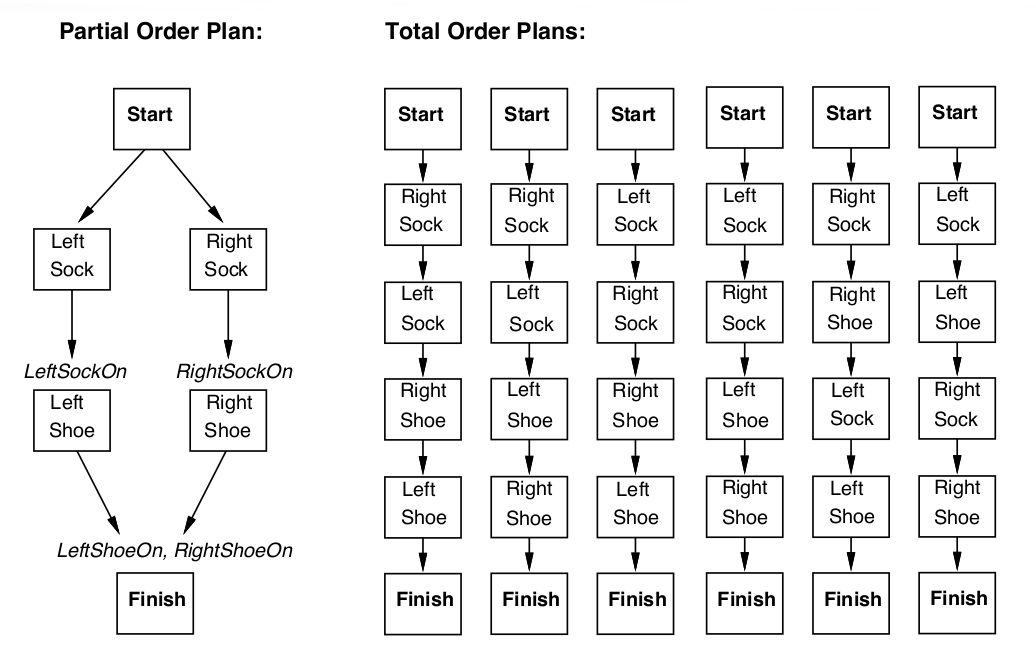 Partial Order Plan:
Total Order Plans:
Start
Left
Sock
Right
Sock
LeftSockOn
RightSockOn
Left
Shoe
Right
Shoe
LeftShoeOn, RightShoeOn
Finish
Start
Right
Sock
Left
Sock
Right
Shoe
Left
Shoe
Finish
Start
Right
Sock
Left
Sock
Left
Shoe
Right
Shoe
Finish
Start
Left
Sock
Right
Sock
Right
Shoe
Left
Shoe
Finish
Start
Left
Sock
Right
Sock
Left
Shoe
Right
Shoe
Finish
Start
Right
Sock
Right
Shoe
Left
Sock
Left
Shoe
Finish
Start
Left
Sock
Left
Shoe
Right
Sock
Right
Shoe
Finish